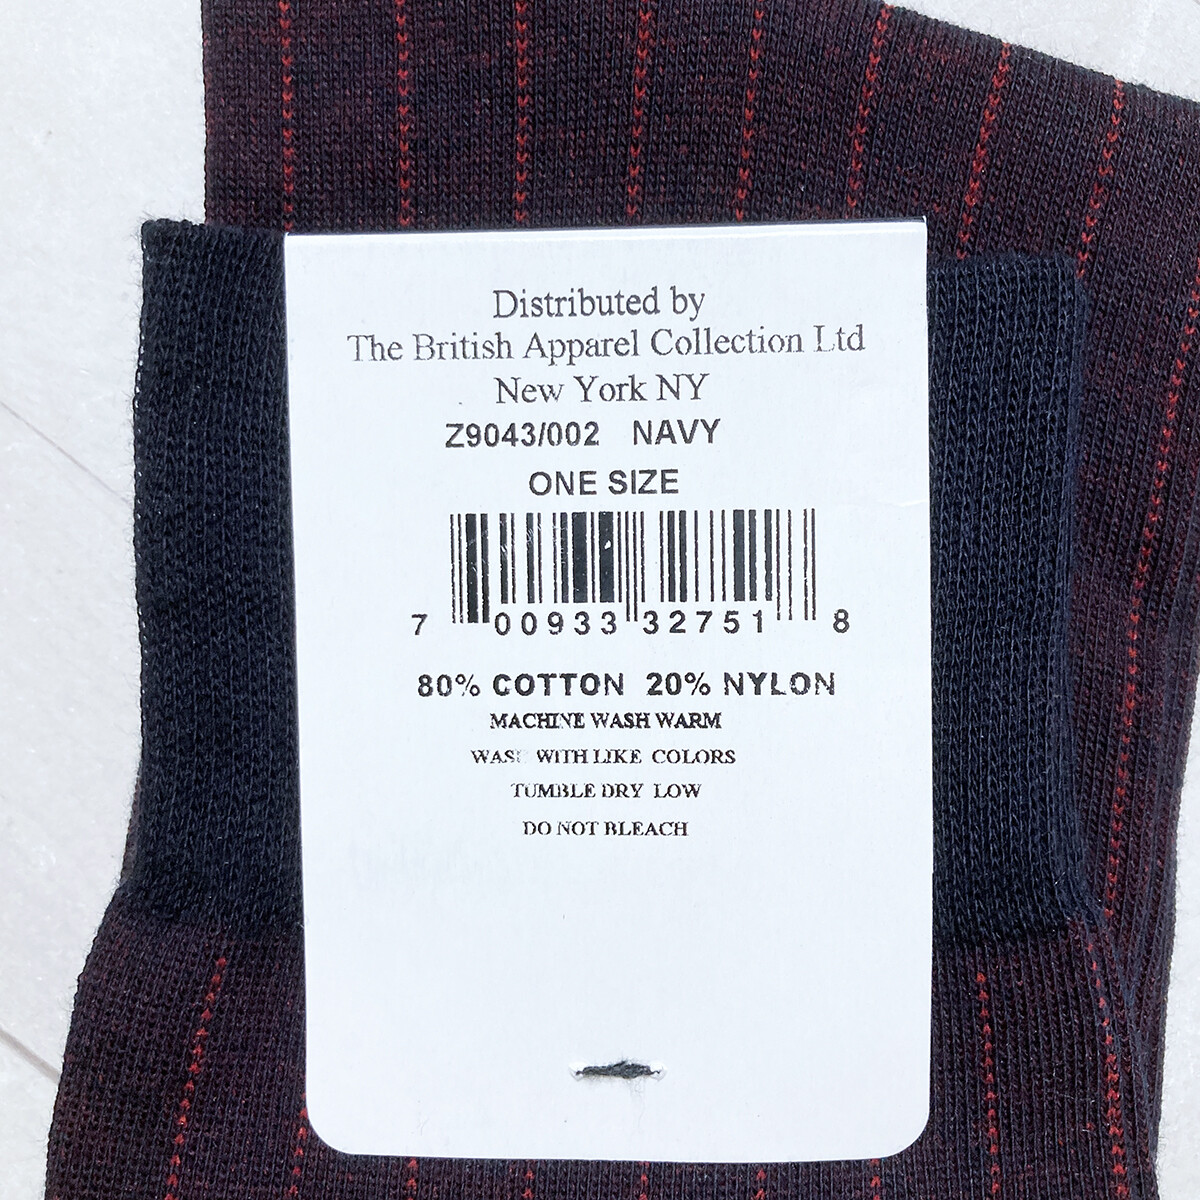 Distributed by
The British Apparel Collection Ltd
New York NY
Z9043/002 NAVY
ONE SIZE
7 00933 32751 8
80% COTTON 20% NYLON
MACHINE WASH WARM
WASH WITH LIKE COLORS
TUMBLE DRY LOW
DO NOT BLEACH